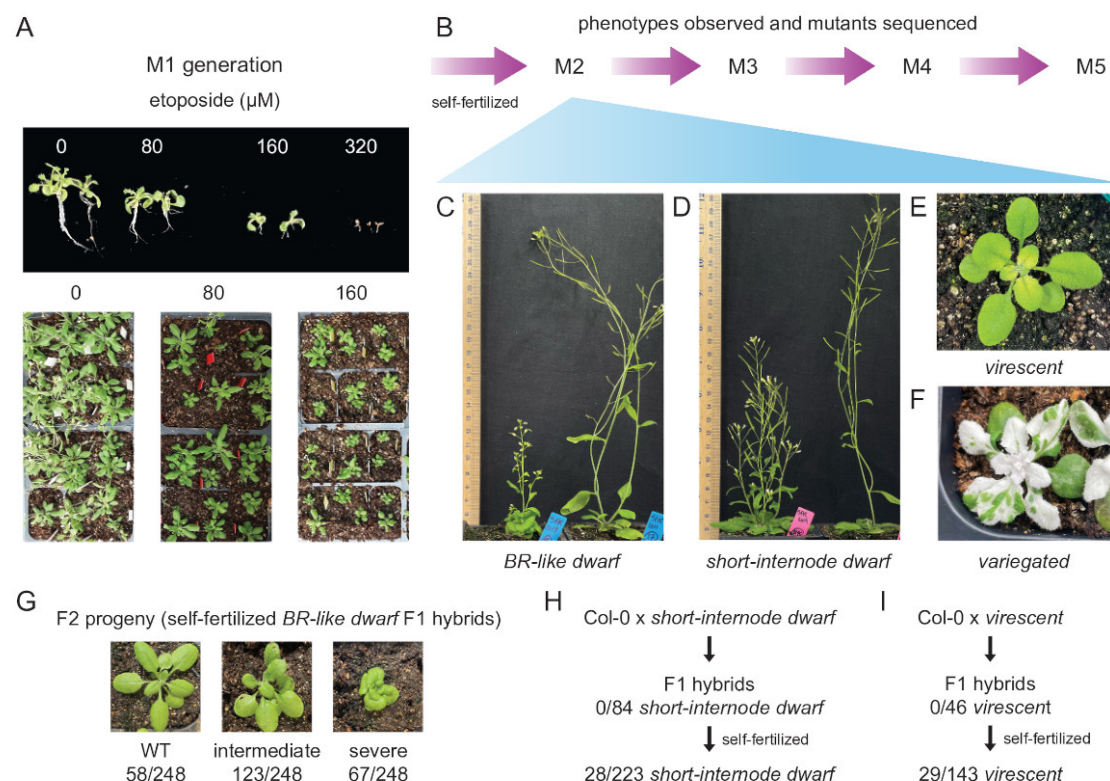 A
M1 generation
etoposide (µM)
0 80 160 320
0 80 160
B
phenotypes observed and mutants sequenced
M2 M3 M4 M5
self-fertilized
C
BR-like dwarf
D
short-internode dwarf
E
virescent
F
variegated
G
F2 progeny (self-fertilized BR-like dwarf F1 hybrids)
WT intermediate severe
58/248 123/248 67/248
H
Col-0 x short-internode dwarf
F1 hybrids
0/84 short-internode dwarf
self-fertilized
28/223 short-internode dwarf
I
Col-0 x virescent
F1 hybrids
0/46 virescent
self-fertilized
29/143 virescent